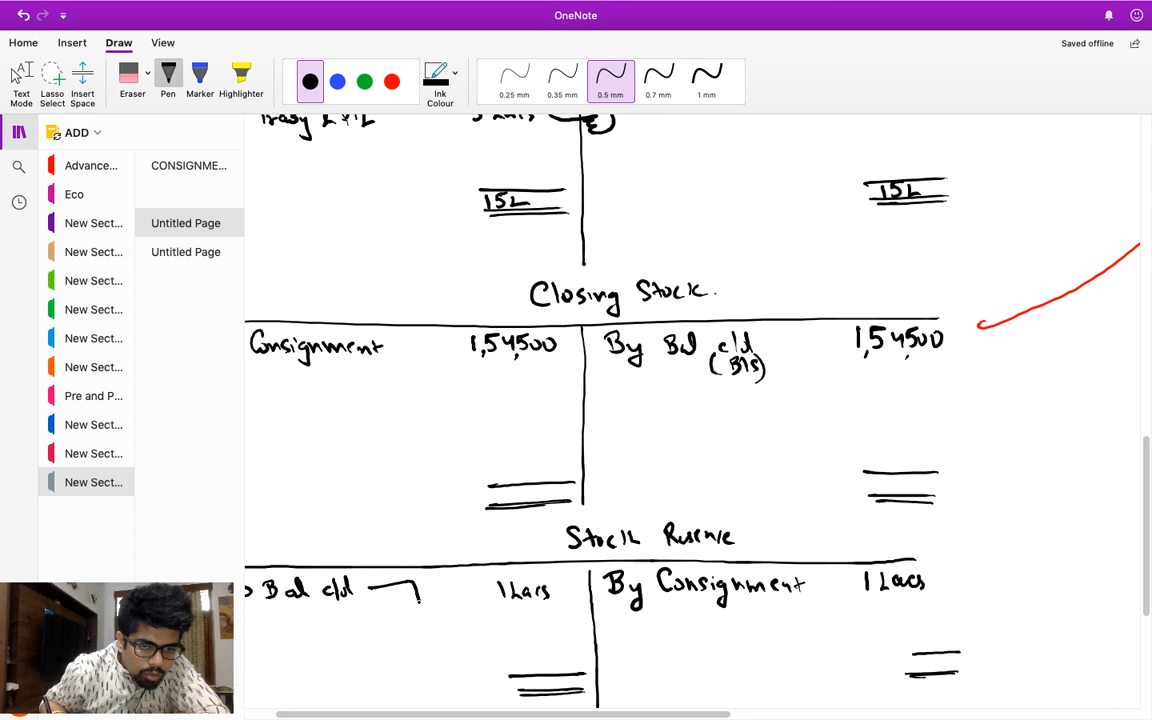 OneNote
Home Insert Draw View
Saved offline
Text Mode
Lasso Select
Insert Space
Eraser
Pen
Marker
Highlighter
Ink Colour
0.25 mm
0.35 mm
0.5 mm
0.7 mm
1 mm
ADD
Advance...
Eco
New Sect...
New Sect...
New Sect...
New Sect...
New Sect...
New Sect...
Pre and P...
New Sect...
New Sect...
New Sect...
CONSIGNME...
Untitled Page
Untitled Page
15L 15L
Closing Stock.
Consignment 1,54,500 By Bal c/d 1,54,500
(B/S)
Stock Reserve
Bal c/d 1 Lacs By Consignment 1 Lacs